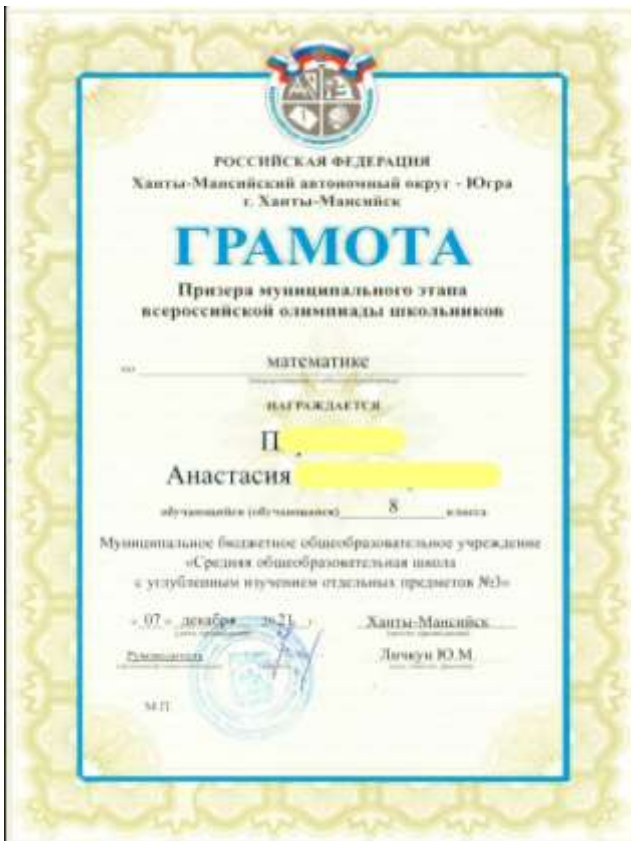 РОССИЙСКАЯ ФЕДЕРАЦИЯ
Ханты-Мансийский автономный округ - Югра
г. Ханты-Мансийск
ГРАМОТА
Призера муниципального этапа
всероссийской олимпиады школьников
по математике
НАГРАЖДАЕТСЯ
П
Анастасия
обучающийся (обучающаяся) 8 класса
Муниципальное бюджетное общеобразовательное учреждение
«Средняя общеобразовательная школа
с углубленным изучением отдельных предметов №3»
« 07 » декабря 2021 г. Ханты-Мансийск
Руководитель Личкун Ю.М.
М.П.